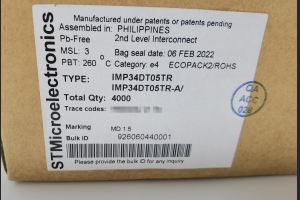 Manufactured under patents or patents pending
Assembled in: PHILIPPINES
Pb-Free 2nd Level Interconnect
MSL: 3 Bag seal date: 06 FEB 2022
PBT: 260 °C Category: e4 ECOPACK2/ROHS
TYPE: IMP34DT05TR
IMP34DT05TR-A/
Total Qty: 4000
Trace codes:
Marking MD.1.5
Bulk ID 926060440001
Please provide the bulk ID for any inquiry
STMicroelectronics
QA
ACC